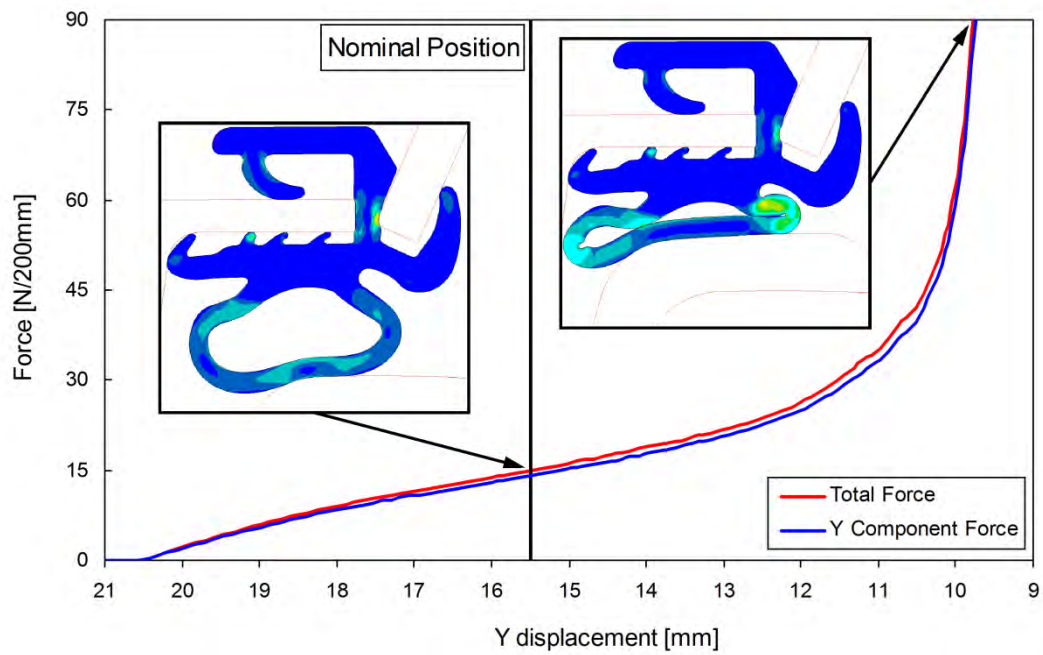 Nominal Position
90
75
60
45
30
15
0
Force [N/200mm]
21 20 19 18 17 16 15 14 13 12 11 10 9
Y displacement [mm]
Total Force
Y Component Force